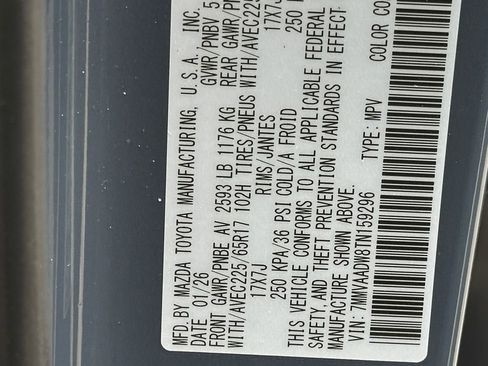 MFD. BY MAZDA TOYOTA MANUFACTURING, U.S.A., INC.
DATE 01/26 GVWR/PNBV 5
FRONT GAWR/PNBE AV 2593 LB 1176 KG REAR GAWR/P
WITH/AVEC225/65R17 102H TIRES/PNEUS WITH/AVEC225
17X7J RIMS/JANTES 17X7J
250 KPA/36 PSI COLD/A FROID 250
THIS VEHICLE CONFORMS TO ALL APPLICABLE FEDERAL
SAFETY AND THEFT PREVENTION STANDARDS IN EFFECT
MANUFACTURE SHOWN ABOVE.
VIN: 7MMVAADW8TN159296 TYPE: MPV COLOR CO